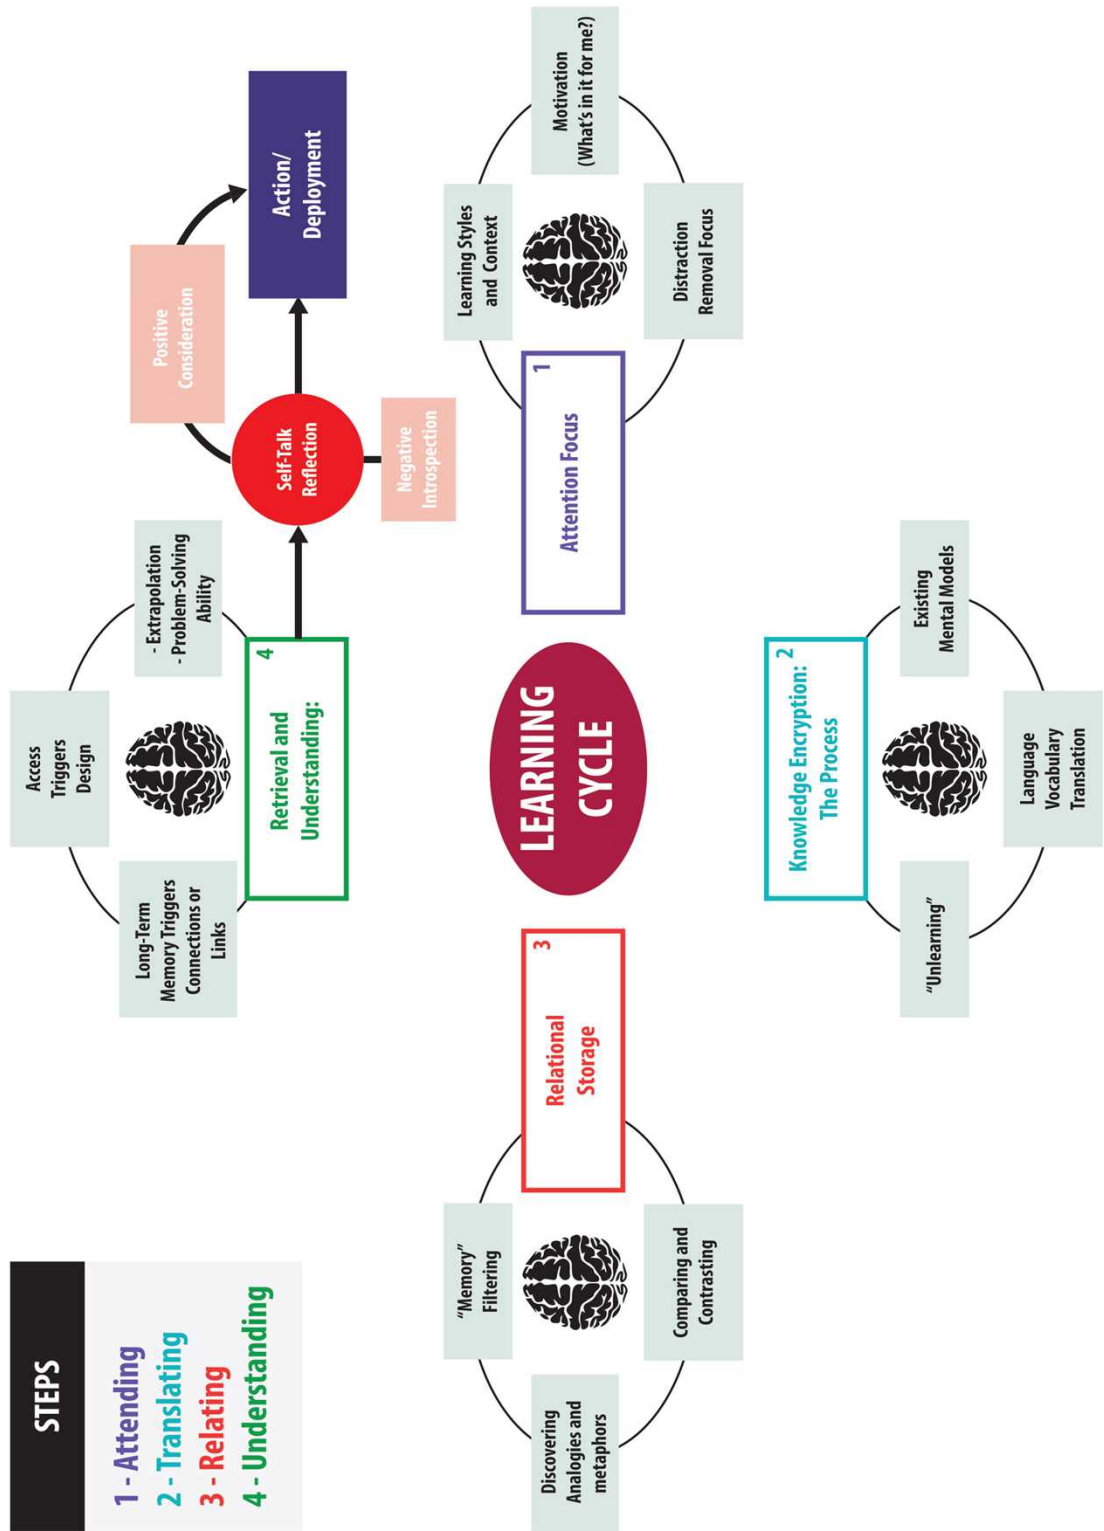 STEPS
1 - Attending
2 - Translating
3 - Relating
4 - Understanding
Long-Term
Memory Triggers
Connections or
Links
Access
Triggers
Design
- Extrapolation
- Problem-Solving
Ability
Retrieval and
Understanding:
4
Self-Talk
Reflection
Positive
Consideration
Negative
Introspection
Action/
Deployment
LEARNING
CYCLE
Attention Focus
1
Learning Styles
and Context
Motivation
(What's in it for me?)
Distraction
Removal Focus
Knowledge Encryption:
The Process
2
Existing
Mental Models
Language
Vocabulary
Translation
“Unlearning”
Relational
Storage
3
“Memory”
Filtering
Discovering
Analogies and
metaphors
Comparing and
Contrasting